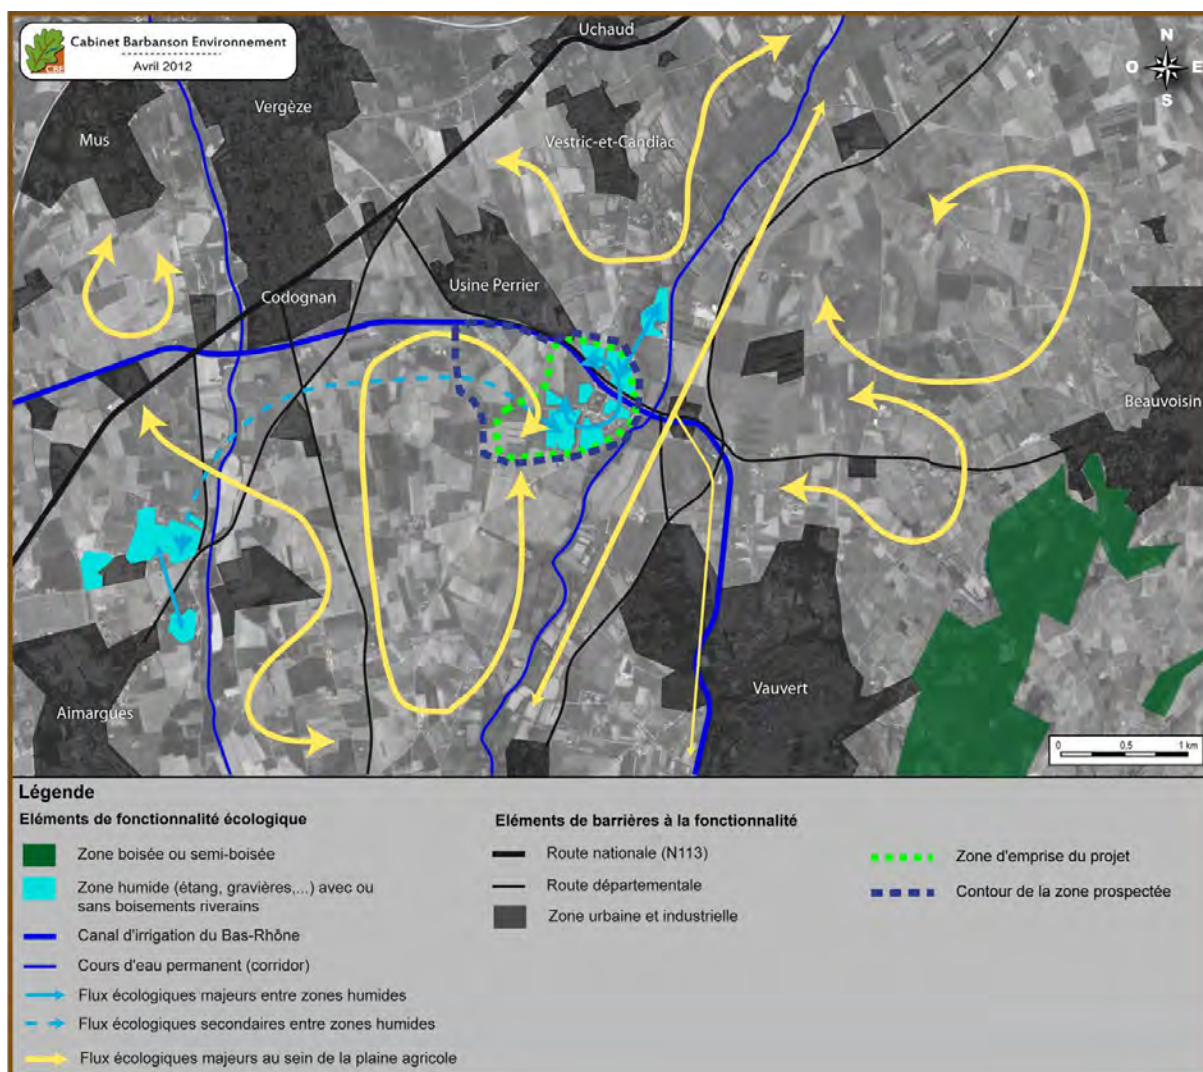 Cabinet Barbanson Environnement
Avril 2012
CBE
Uchaud
N
O
E
S
Vergèze
Mus
Vestric-et-Candiac
Usine Perrier
Codognan
Beauvoisin
Vauvert
Aimargues
0 0,5 1 km
Légende
Eléments de fonctionnalité écologique
Zone boisée ou semi-boisée
Zone humide (étang, gravières,...) avec ou
sans boisements riverains
Canal d'irrigation du Bas-Rhône
Cours d'eau permanent (corridor)
Flux écologiques majeurs entre zones humides
Flux écologiques secondaires entre zones humides
Flux écologiques majeurs au sein de la plaine agricole
Eléments de barrières à la fonctionnalité
Route nationale (N113)
Route départementale
Zone urbaine et industrielle
Zone d'emprise du projet
Contour de la zone prospectée